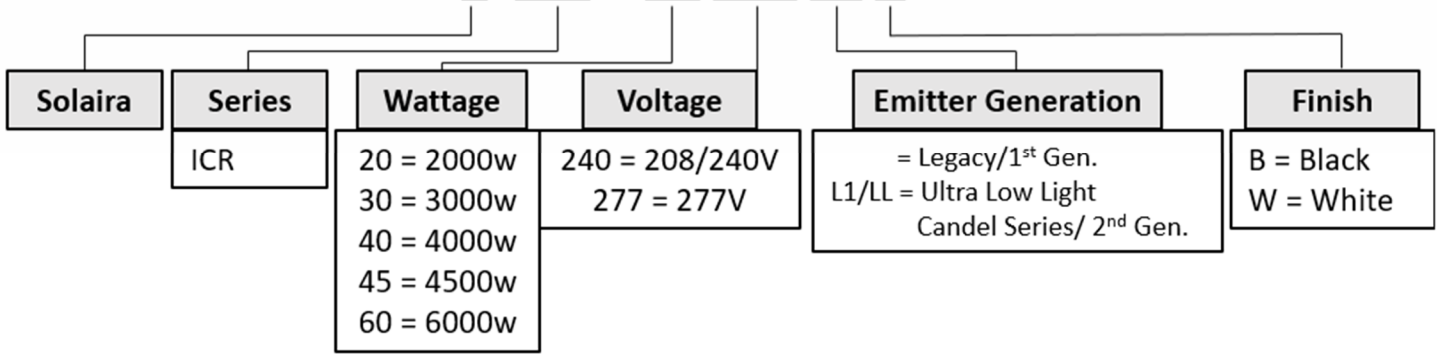 Solaira
Series
Wattage
Voltage
Emitter Generation
Finish
ICR
20 = 2000w
30 = 3000w
40 = 4000w
45 = 4500w
60 = 6000w
240 = 208/240V
277 = 277V
= Legacy/1st Gen.
L1/LL = Ultra Low Light
Candel Series/ 2nd Gen.
B = Black
W = White